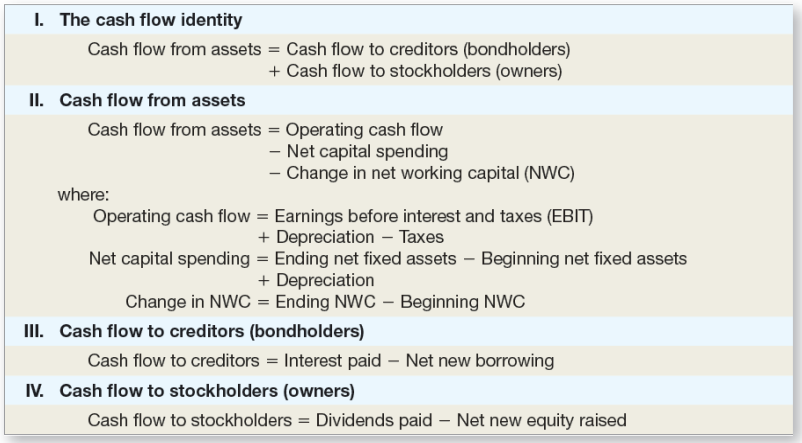 I. The cash flow identity
Cash flow from assets = Cash flow to creditors (bondholders)
+ Cash flow to stockholders (owners)
II. Cash flow from assets
Cash flow from assets = Operating cash flow
− Net capital spending
− Change in net working capital (NWC)
where:
Operating cash flow = Earnings before interest and taxes (EBIT)
+ Depreciation − Taxes
Net capital spending = Ending net fixed assets − Beginning net fixed assets
+ Depreciation
Change in NWC = Ending NWC − Beginning NWC
III. Cash flow to creditors (bondholders)
Cash flow to creditors = Interest paid − Net new borrowing
IV. Cash flow to stockholders (owners)
Cash flow to stockholders = Dividends paid − Net new equity raised